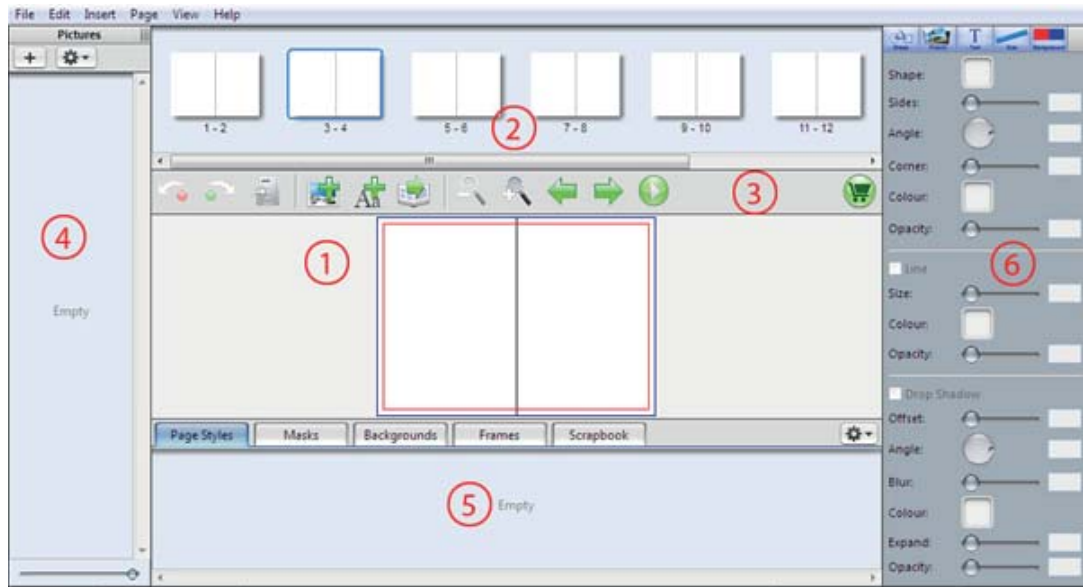 File Edit Insert Page View Help
Pictures
1 - 2
3 - 4
5 - 6
7 - 8
9 - 10
11 - 12
2
3
Aa
4
Empty
1
Page Styles
Masks
Backgrounds
Frames
Scrapbook
5
Empty
T
Text
Shape:
Sides:
Angle:
Corner:
Colour:
Opacity:
6
Line
Size:
Colour:
Opacity:
Drop Shadow
Offset:
Angle:
Blur:
Colour:
Expand:
Opacity: